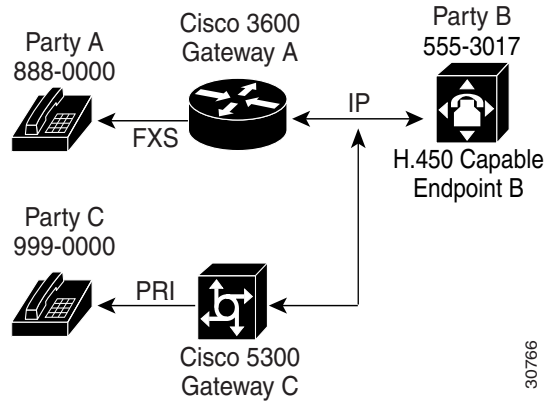 Party A
888-0000
Cisco 3600
Gateway A
Party B
555-3017
FXS
IP
H.450 Capable
Endpoint B
Party C
999-0000
PRI
Cisco 5300
Gateway C
30766